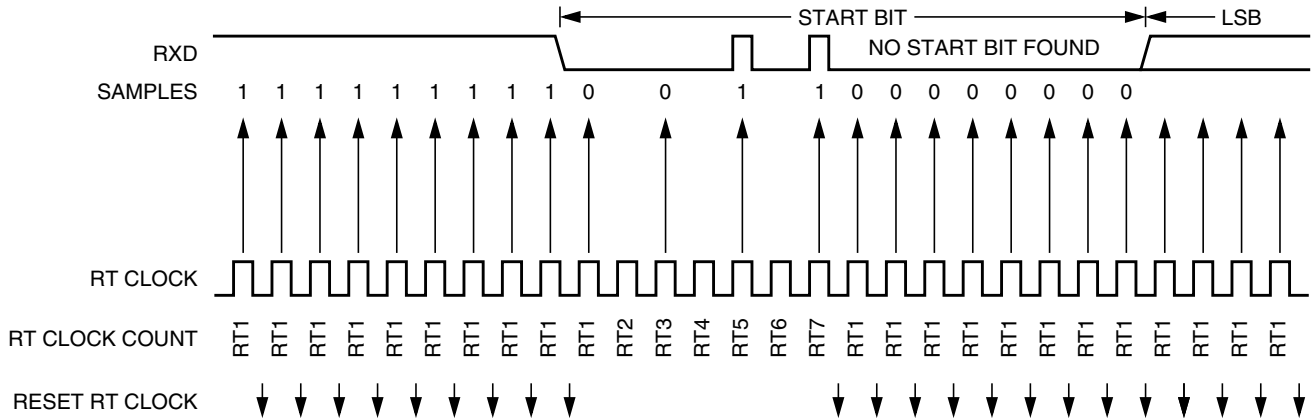 START BIT LSB
RXD NO START BIT FOUND
SAMPLES 1 1 1 1 1 1 1 1 1 0 0 1 1 0 0 0 0 0 0 0 0
RT CLOCK
RT CLOCK COUNT RT1 RT1 RT1 RT1 RT1 RT1 RT1 RT1 RT1 RT1 RT2 RT3 RT4 RT5 RT6 RT7 RT1 RT1 RT1 RT1 RT1 RT1 RT1 RT1 RT1 RT1 RT1 RT1
RESET RT CLOCK